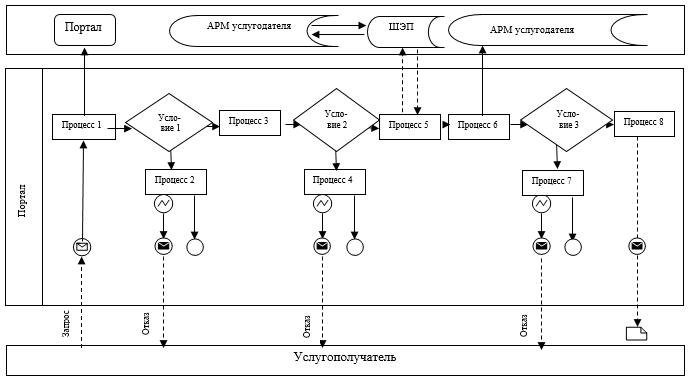 Портал
АРМ услугодателя
ШЭП
АРМ услугодателя
Портал
Процесс 1
Усло-
вие 1
Процесс 3
Усло-
вие 2
Процесс 5
Процесс 6
Усло-
вие 3
Процесс 8
Процесс 2
Процесс 4
Процесс 7
Запрос
Отказ
Отказ
Отказ
Услугополучатель